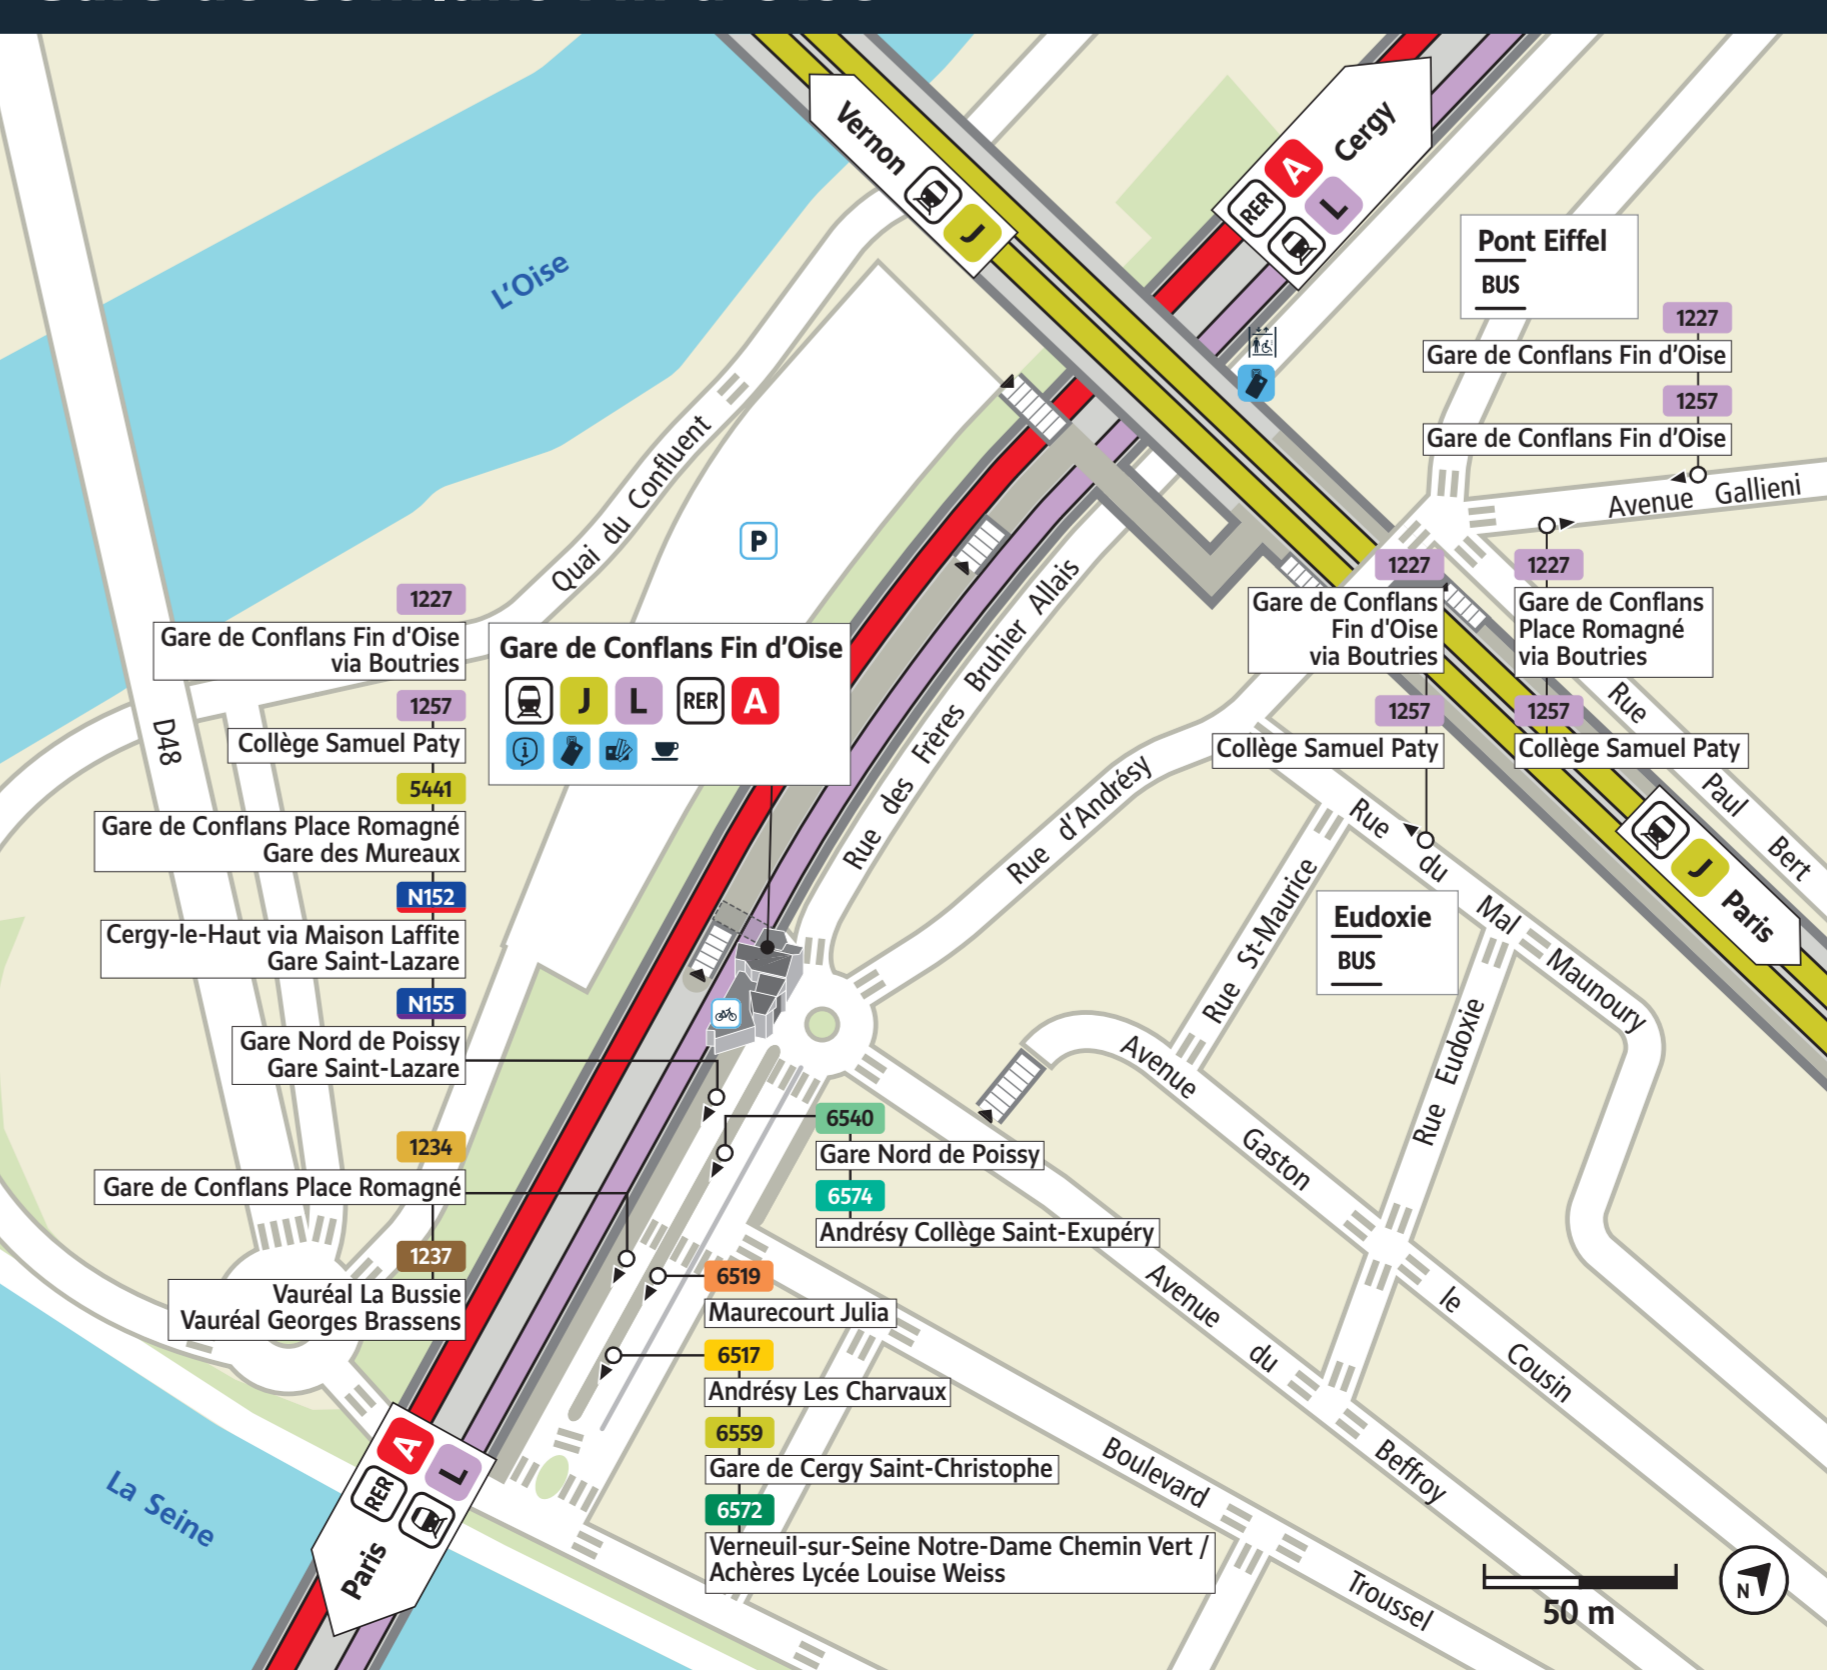 Vernon
J
RER
A
L
Cergy
L'Oise
Pont Eiffel
BUS
1227
Gare de Conflans Fin d'Oise
1257
Gare de Conflans Fin d'Oise
Avenue Gallieni
Quai du Confluent
P
1227
Gare de Conflans Fin d'Oise
via Boutries
1257
Collège Samuel Paty
5441
Gare de Conflans Place Romagné
Gare des Mureaux
N152
Cergy-le-Haut via Maison Laffite
Gare Saint-Lazare
N155
Gare Nord de Poissy
Gare Saint-Lazare
1234
Gare de Conflans Place Romagné
1237
Vauréal La Bussie
Vauréal Georges Brassens
D48
Gare de Conflans Fin d'Oise
J L RER A
Rue des Frères Bruhier Allais
Rue d'Andrésy
1227
Gare de Conflans
Fin d'Oise
via Boutries
1257
Collège Samuel Paty
1227
Gare de Conflans
Place Romagné
via Boutries
1257
Collège Samuel Paty
Rue Paul Bert
J
Paris
Rue du Mal Maunoury
Eudoxie
BUS
Rue St-Maurice
Rue Eudoxie
Avenue Gaston le Cousin
6540
Gare Nord de Poissy
6574
Andrésy Collège Saint-Exupéry
6519
Maurecourt Julia
6517
Andrésy Les Charvaux
6559
Gare de Cergy Saint-Christophe
6572
Verneuil-sur-Seine Notre-Dame Chemin Vert /
Achères Lycée Louise Weiss
Avenue du Beffroy
Boulevard Troussel
La Seine
A
L
RER
Paris
50 m
N